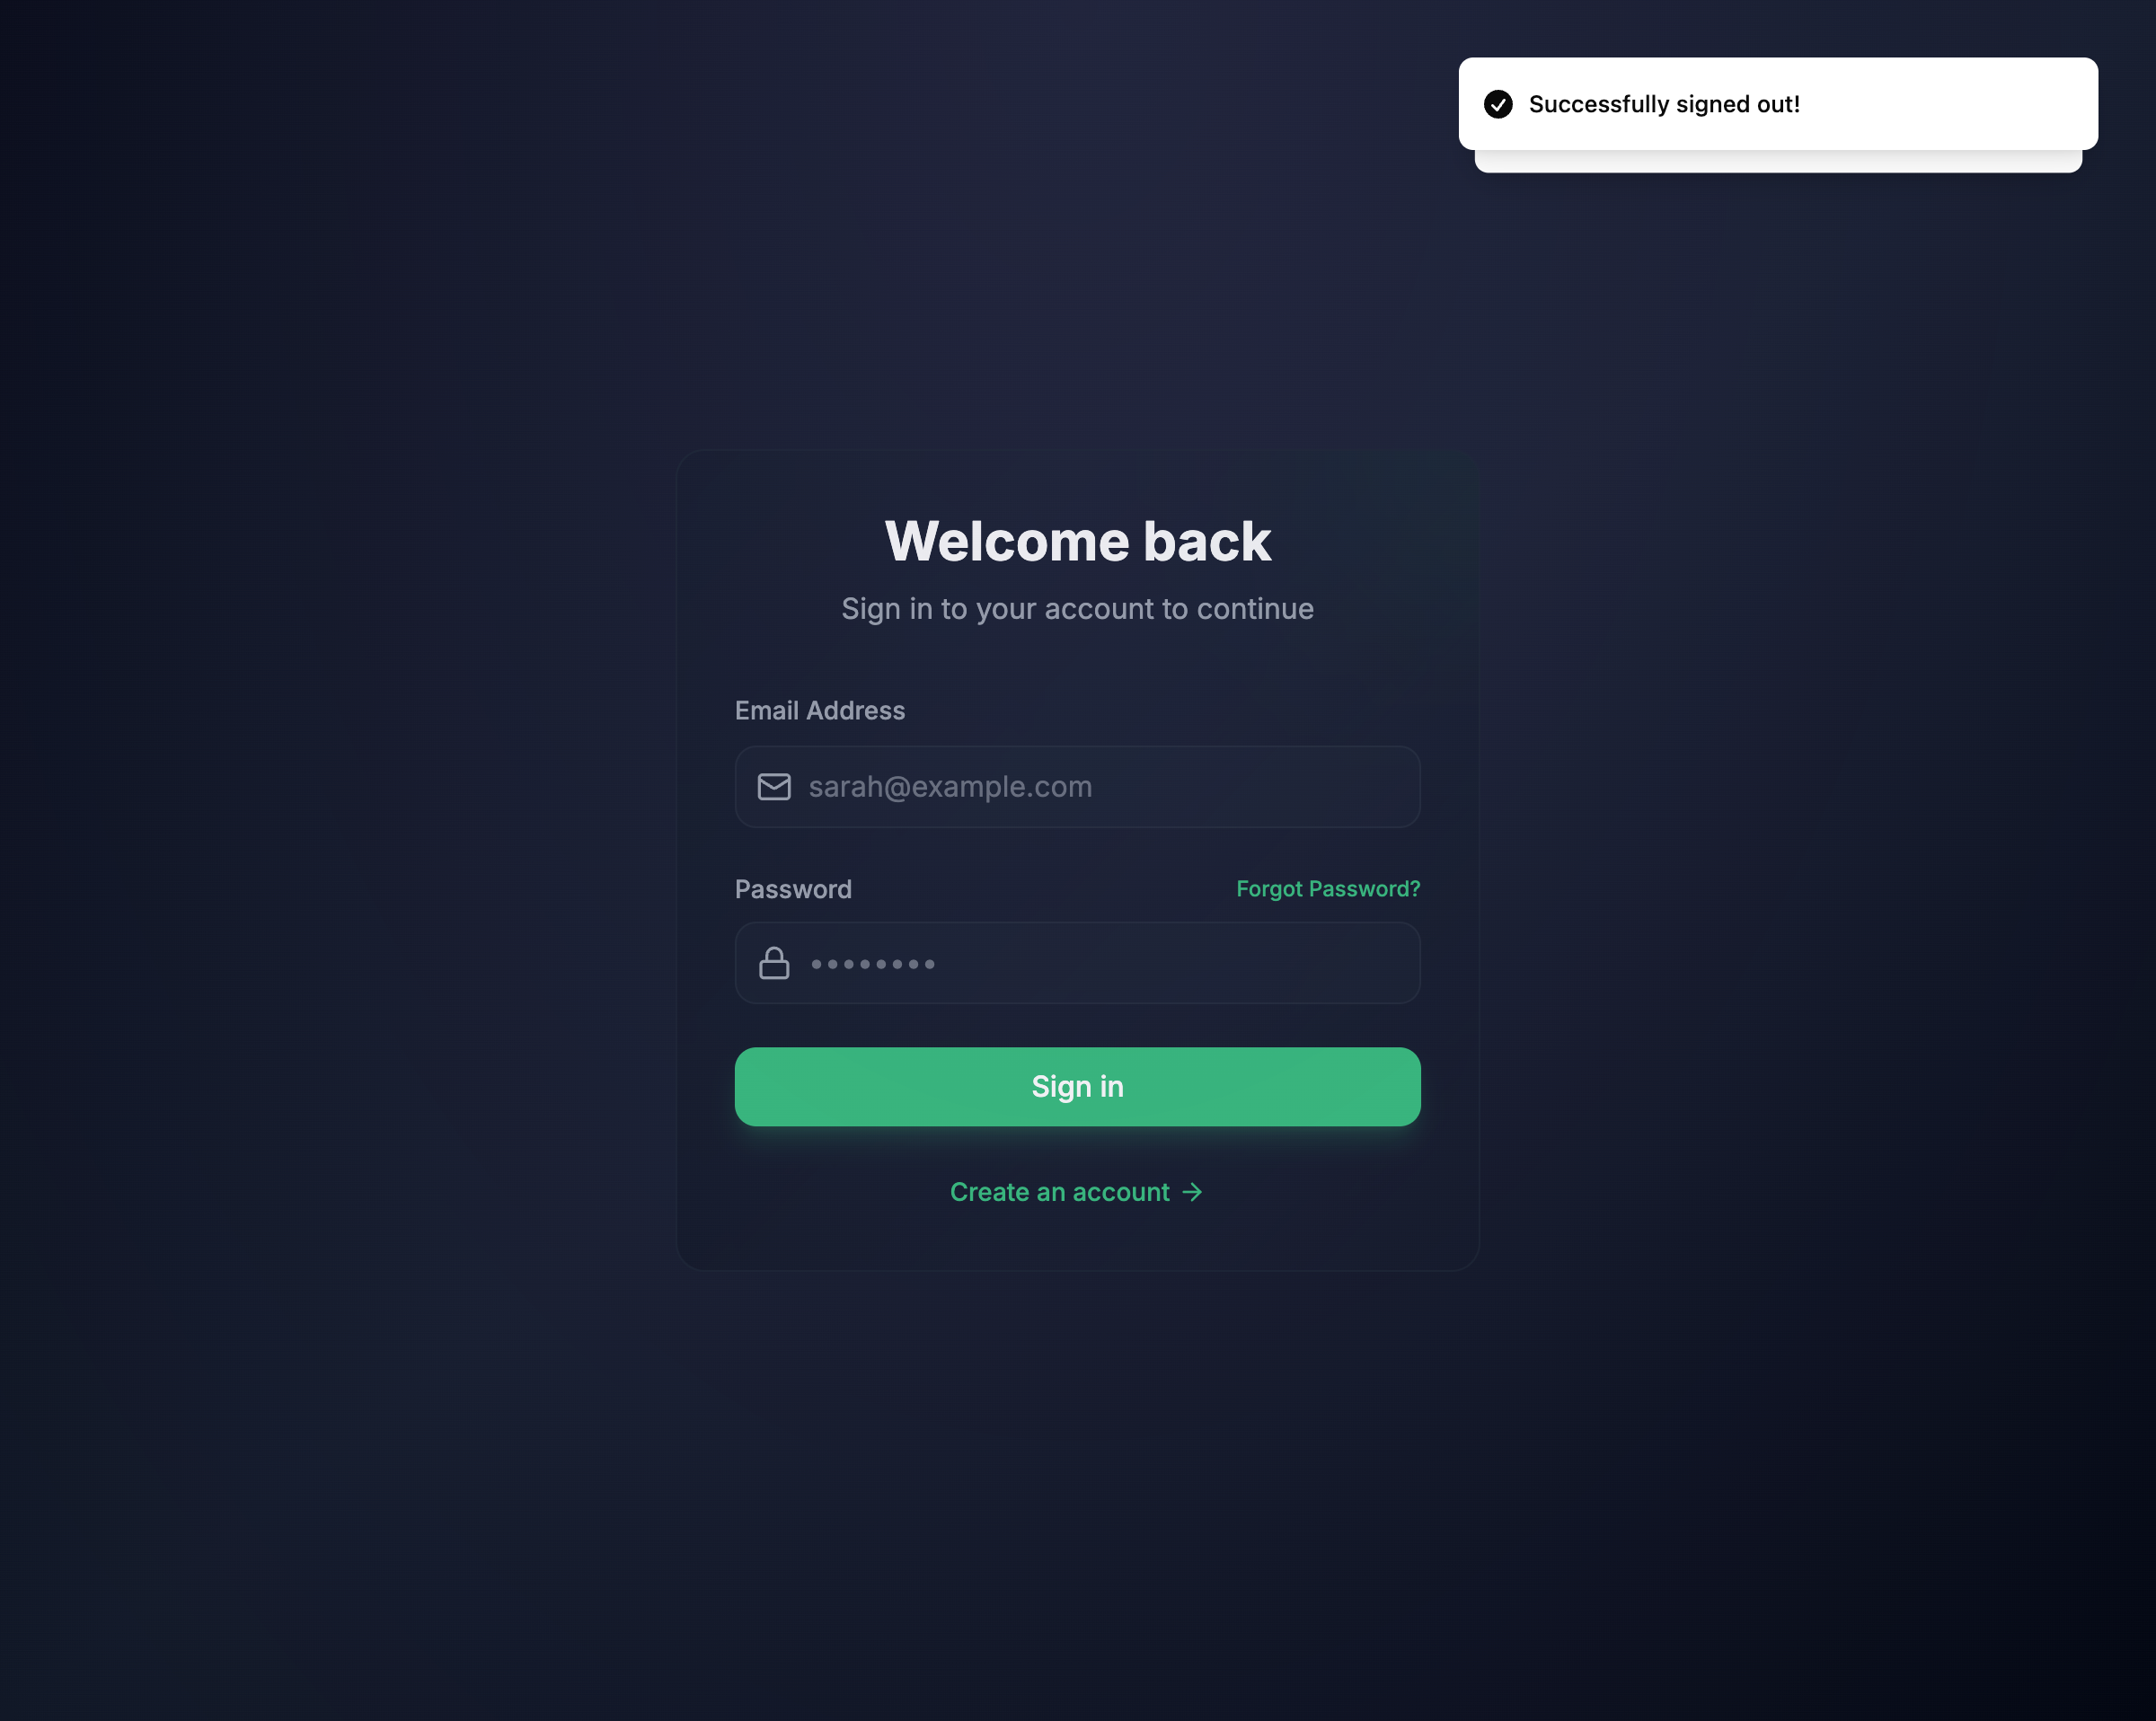 Successfully signed out!
Welcome back
Sign in to your account to continue
Email Address
sarah@example.com
Password
Forgot Password?
••••••••
Sign in
Create an account →